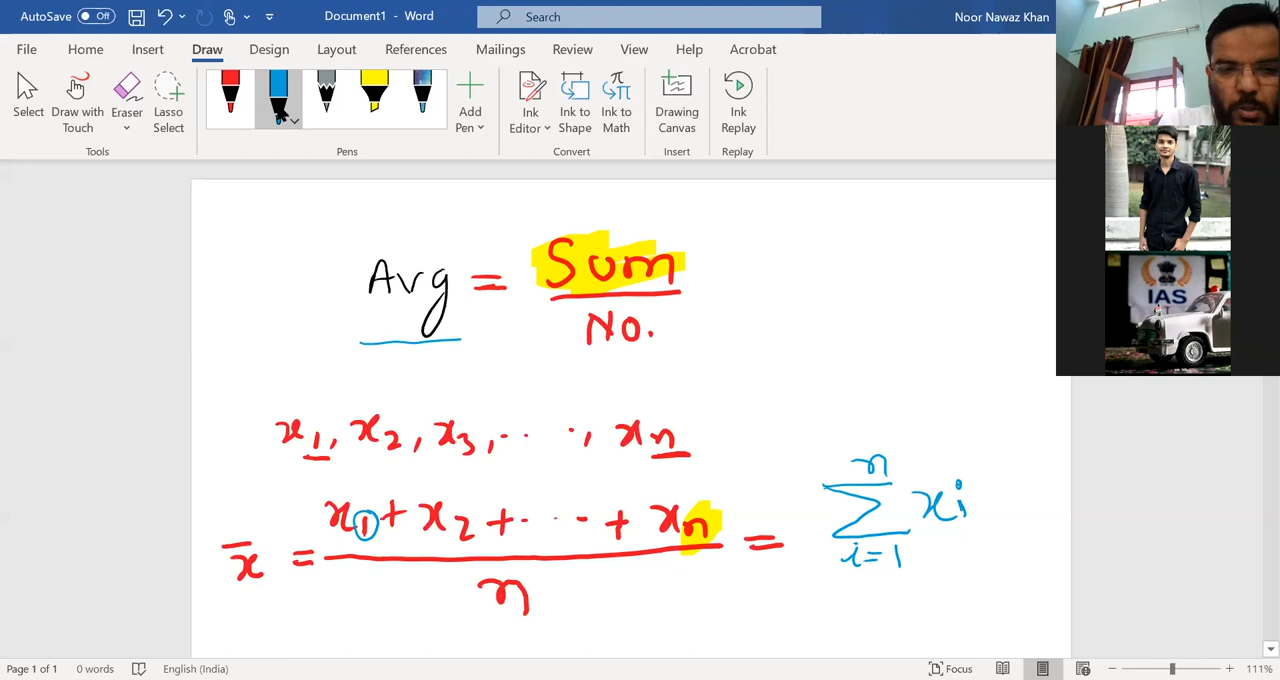 AutoSave Off Document1 - Word Search Noor Nawaz Khan
File Home Insert Draw Design Layout References Mailings Review View Help Acrobat
Select Draw with Touch Eraser Lasso Select Add Pen Ink Editor Ink to Shape Ink to Math Drawing Canvas Ink Replay
Tools Pens Convert Insert Replay
IAS
Avg = Sum / No.
x₁, x₂, x₃, ....., xₙ
x̄ = (x₁ + x₂ + .... + xₙ) / n = ∑ᵢ₌₁ⁿ xᵢ
Page 1 of 1 0 words English (India) Focus 111%